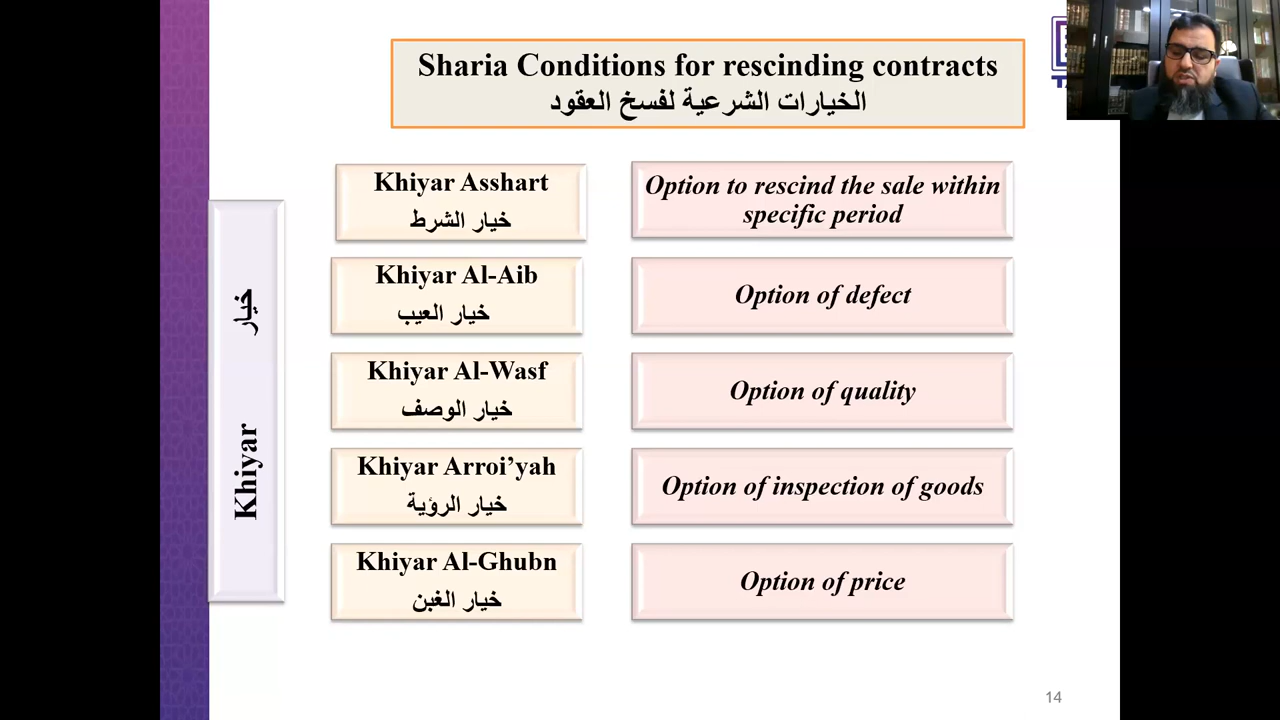 Sharia Conditions for rescinding contracts
الخيارات الشرعية لفسخ العقود
Khiyar خيار
Khiyar Asshart
خيار الشرط
Option to rescind the sale within
specific period
Khiyar Al-Aib
خيار العيب
Option of defect
Khiyar Al-Wasf
خيار الوصف
Option of quality
Khiyar Arroi’yah
خيار الرؤية
Option of inspection of goods
Khiyar Al-Ghubn
خيار الغبن
Option of price
14